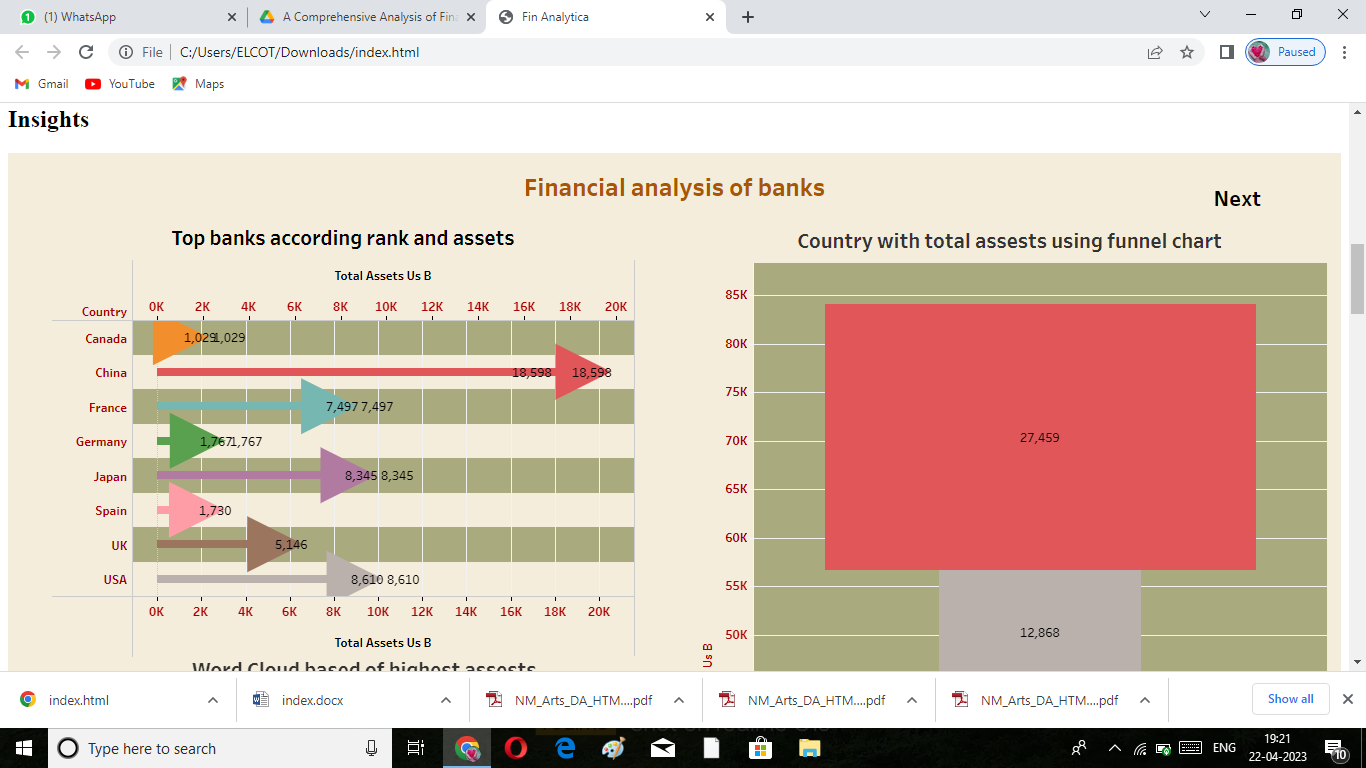 (1) WhatsApp
A Comprehensive Analysis of Fina
Fin Analytica
File
C:/Users/ELCOT/Downloads/index.html
Paused
Gmail
YouTube
Maps
Insights
Financial analysis of banks
Next
Top banks according rank and assets
Total Assets Us B
Country
0K 2K 4K 6K 8K 10K 12K 14K 16K 18K 20K
Canada 1,029 1,029
China 18,598 18,598
France 7,497 7,497
Germany 1,767 1,767
Japan 8,345 8,345
Spain 1,730
UK 5,146
USA 8,610 8,610
0K 2K 4K 6K 8K 10K 12K 14K 16K 18K 20K
Total Assets Us B
Word Cloud based of highest assests
Country with total assests using funnel chart
85K
80K
75K
70K
65K
60K
55K
50K
Us B
27,459
12,868
index.html
index.docx
NM_Arts_DA_HTM....pdf
NM_Arts_DA_HTM....pdf
NM_Arts_DA_HTM....pdf
Show all
Type here to search
ENG
19:21
22-04-2023
10